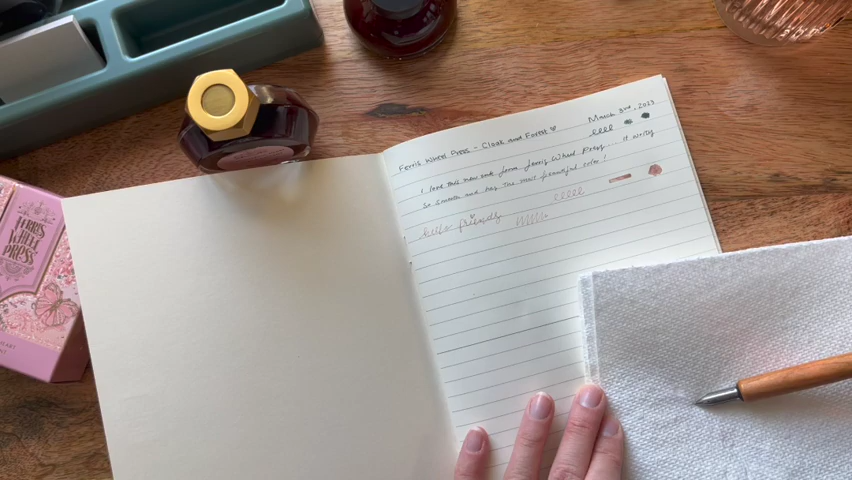 March 3rd, 2023
Ferris Wheel Press - Cloak and Forest
I love this new ink from Ferris Wheel Press... it writes
so smooth and has the most beautiful color!
hello friends
FERRIS
WHEEL
PRESS